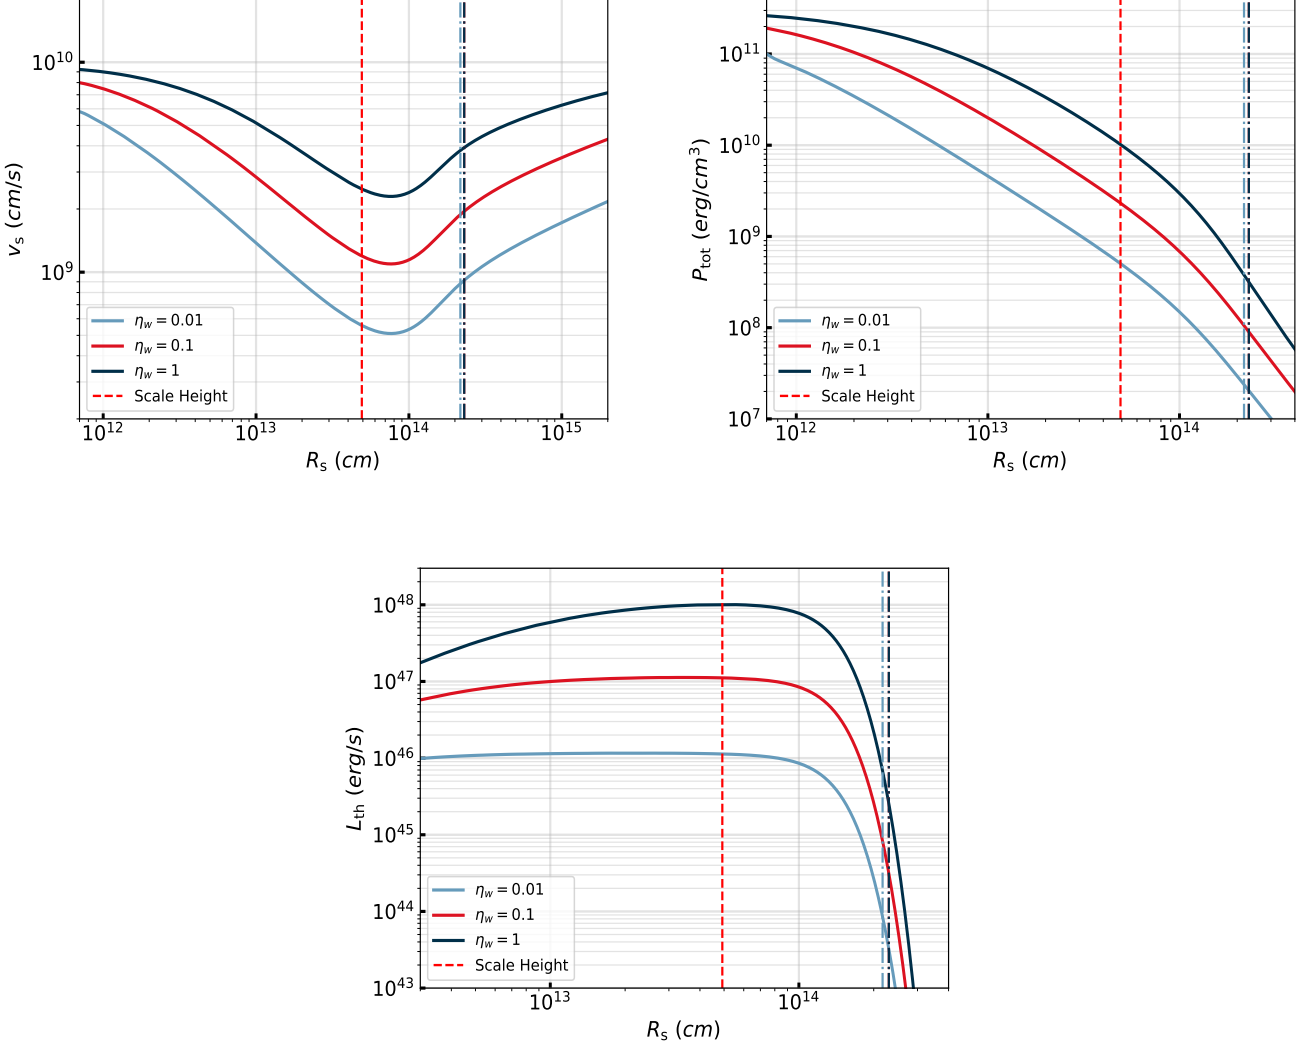 10^10
10^9
v_s (cm/s)
η_w = 0.01
η_w = 0.1
η_w = 1
Scale Height
10^12
10^13
10^14
10^15
R_s (cm)
10^11
10^10
10^9
10^8
10^7
P_tot (erg/cm^3)
η_w = 0.01
η_w = 0.1
η_w = 1
Scale Height
10^12
10^13
10^14
R_s (cm)
10^48
10^47
10^46
10^45
10^44
10^43
L_th (erg/s)
η_w = 0.01
η_w = 0.1
η_w = 1
Scale Height
10^13
10^14
R_s (cm)